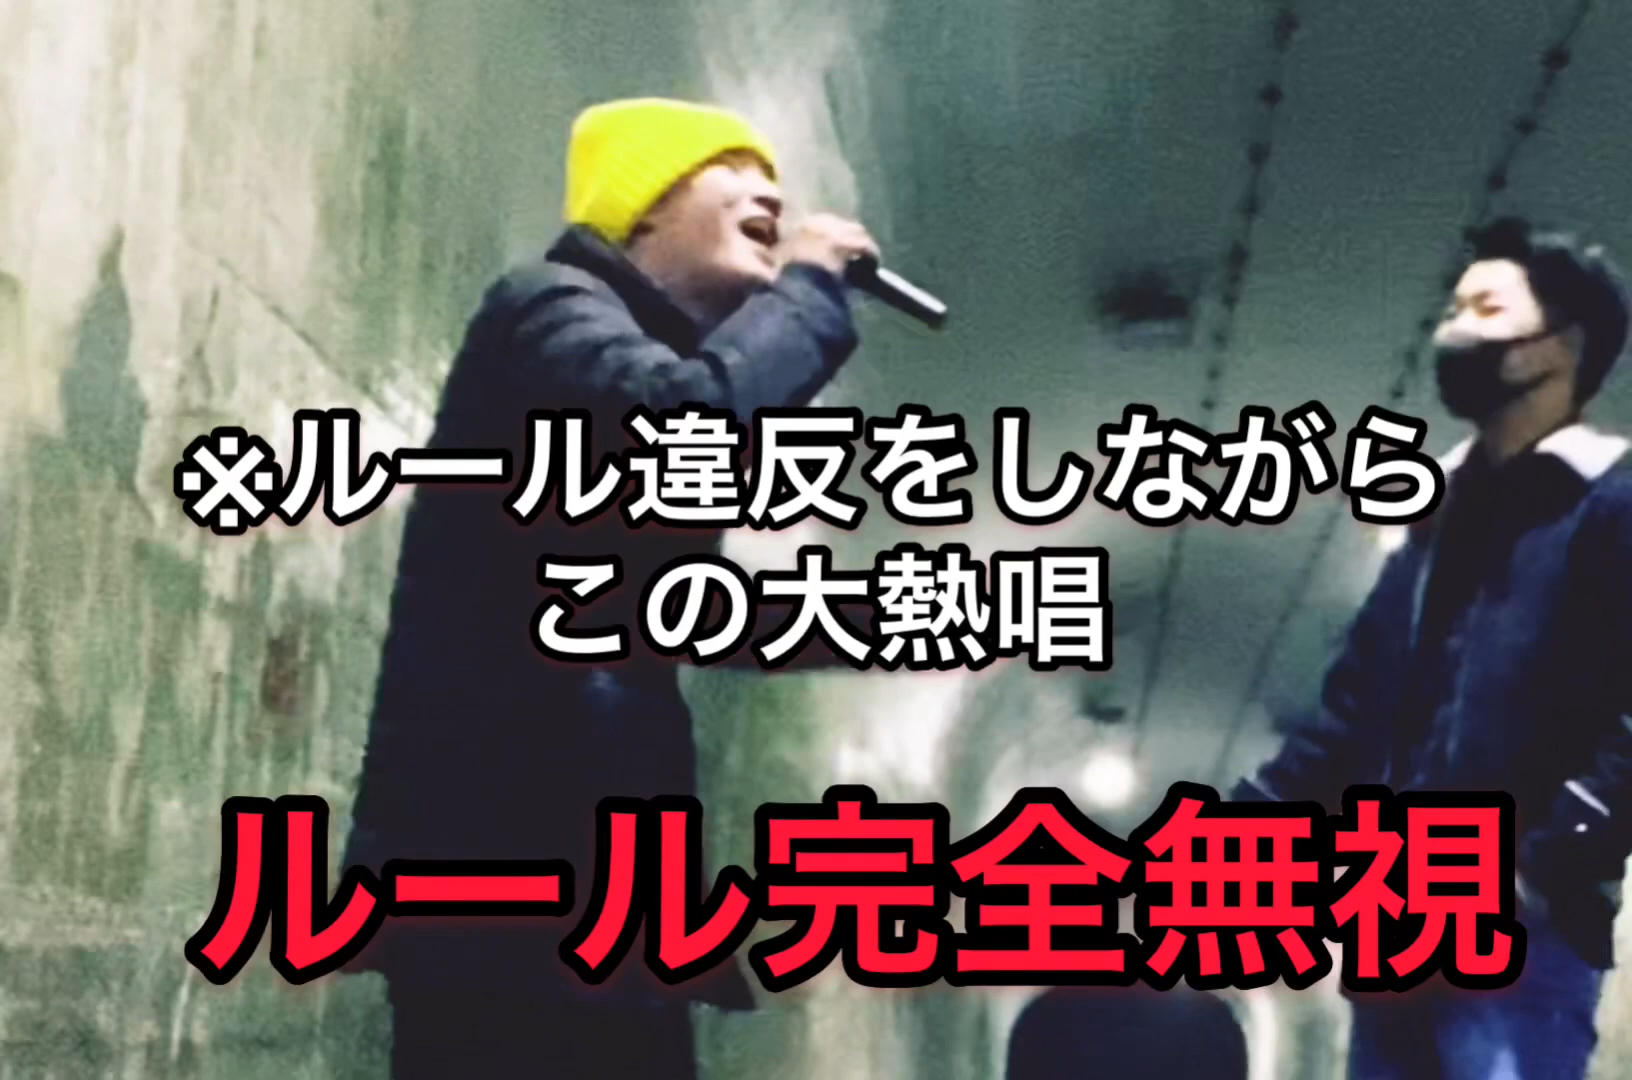 ※ルール違反をしながら
この大熱唱
ルール完全無視